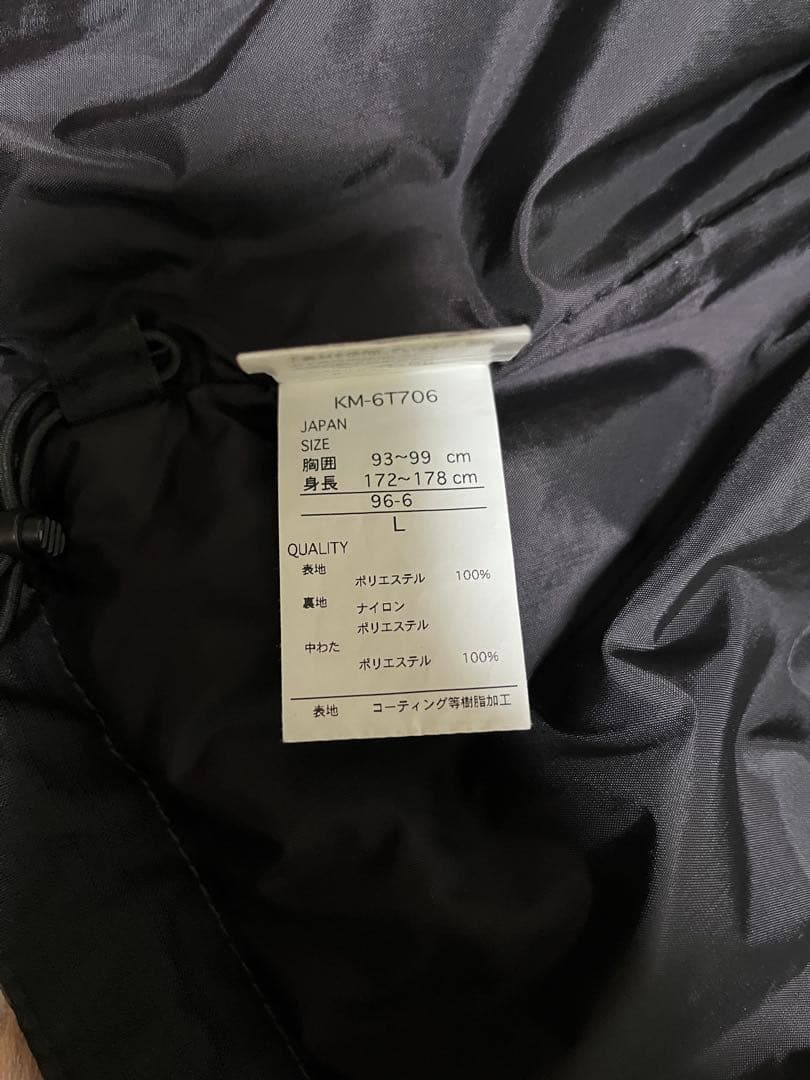 KM-6T706
JAPAN
SIZE
胸囲 93～99 cm
身長 172～178 cm
96-6
L
QUALITY
表地 ポリエステル 100%
裏地 ナイロン
ポリエステル
中わた ポリエステル 100%
表地 コーティング等樹脂加工